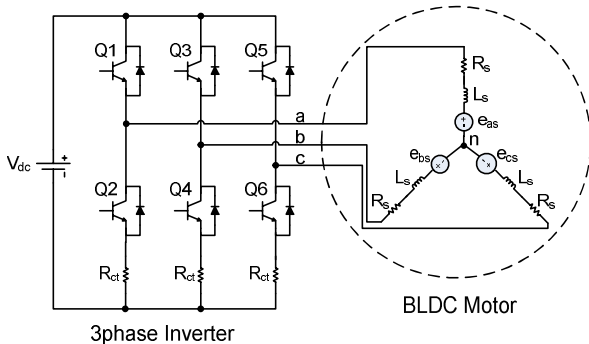 Q1
Q3
Q5
Rs
Ls
a
+
-
eas
n
Vdc
+
-
b
ebs
ecs
c
Q2
Q4
Q6
Ls
Ls
Rs
Rs
Rct
Rct
Rct
BLDC Motor
3phase Inverter